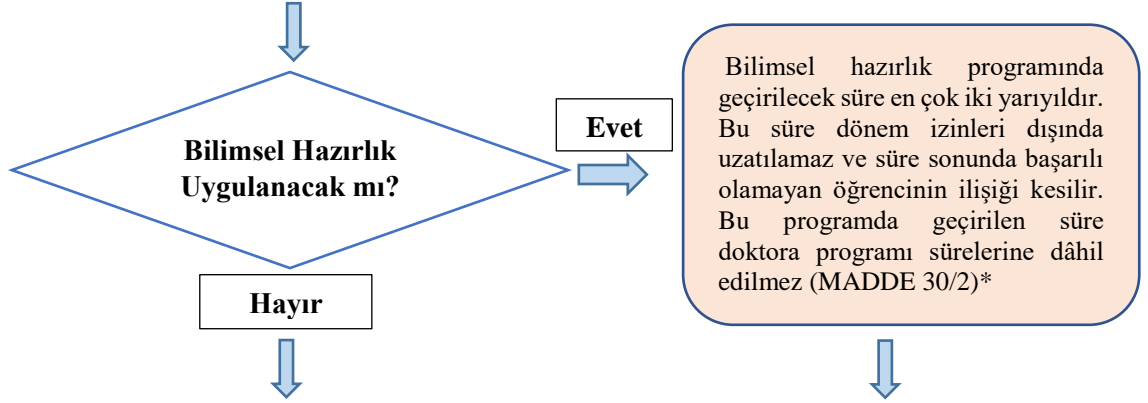 Bilimsel Hazırlık
Uygulanacak mı?
Evet
Bilimsel hazırlık programında
geçirilecek süre en çok iki yarıyıldır.
Bu süre dönem izinleri dışında
uzatılamaz ve süre sonunda başarılı
olamayan öğrencinin ilişiği kesilir.
Bu programda geçirilen süre
doktora programı sürelerine dâhil
edilmez (MADDE 30/2)*
Hayır